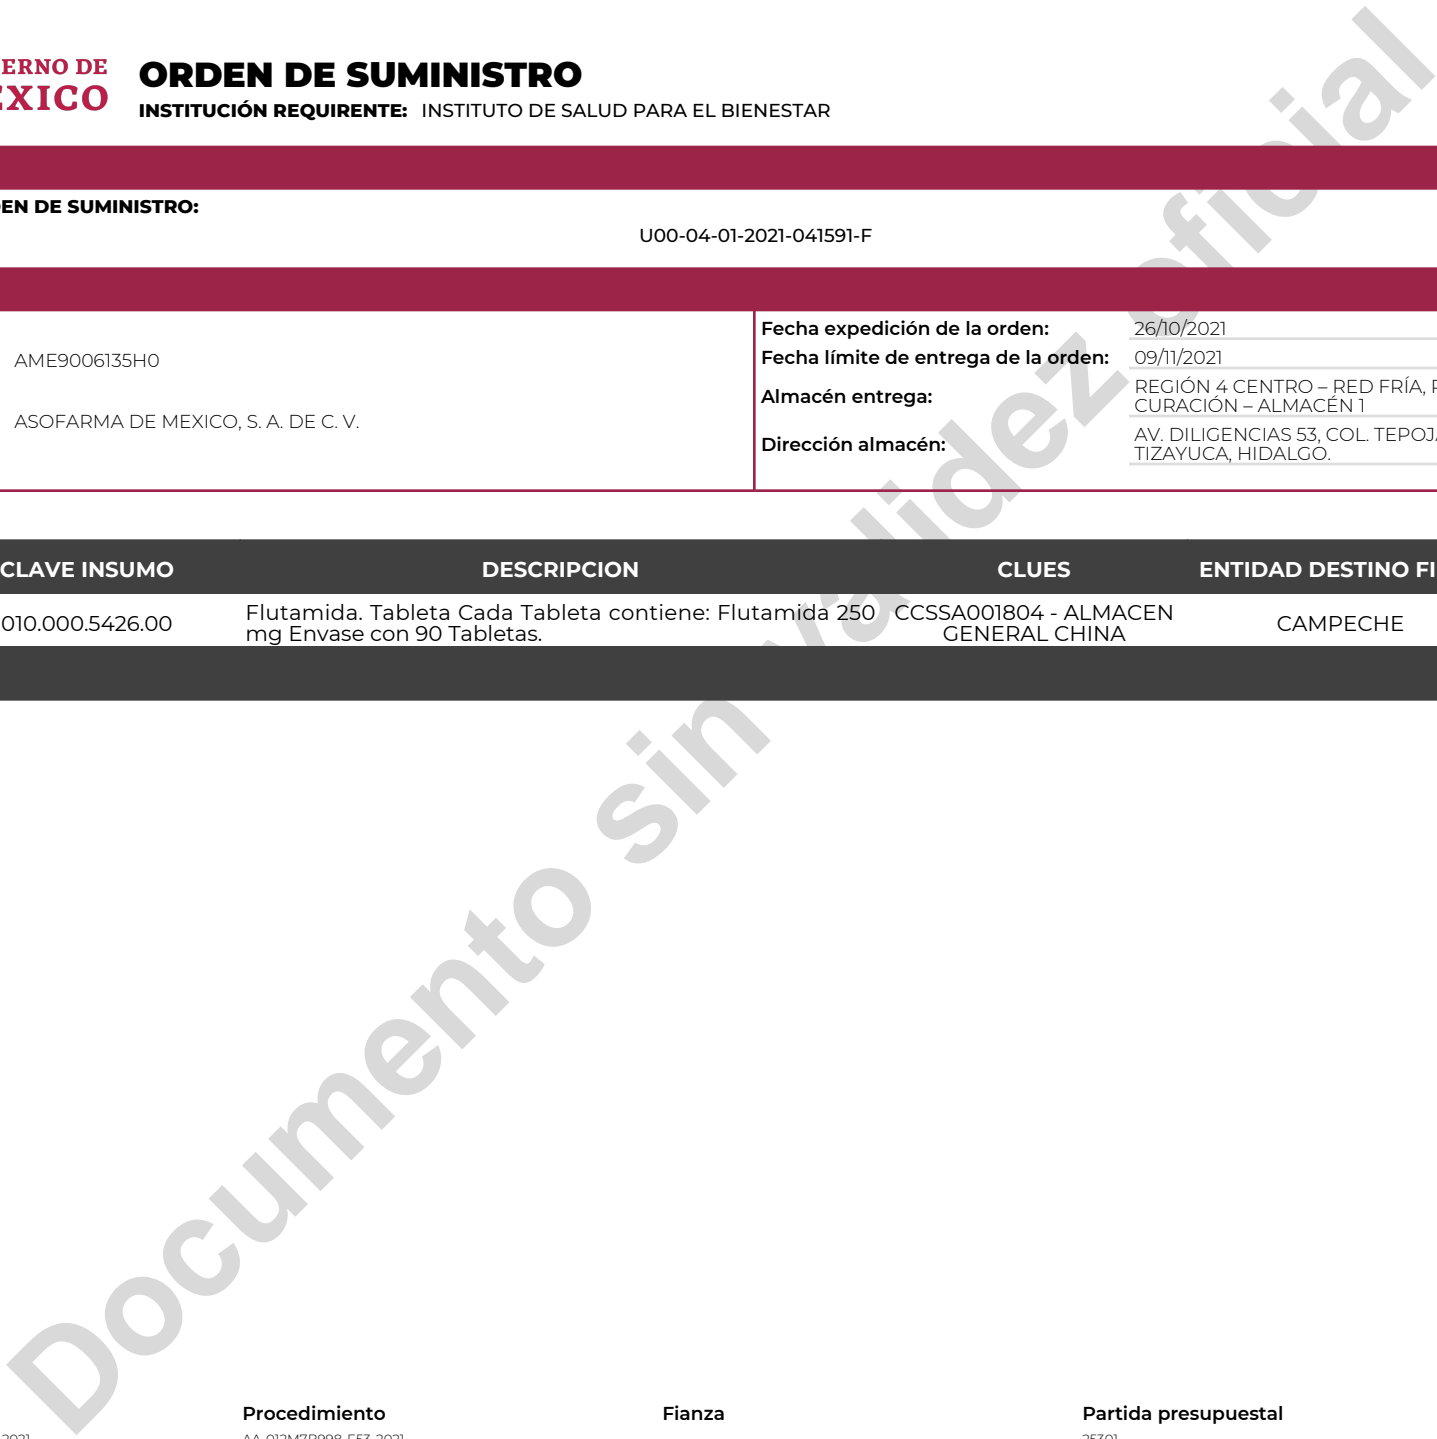 ERNO DE
XICO
ORDEN DE SUMINISTRO
INSTITUCIÓN REQUIRENTE: INSTITUTO DE SALUD PARA EL BIENESTAR
EN DE SUMINISTRO:
U00-04-01-2021-041591-F
AME9006135H0
ASOFARMA DE MEXICO, S. A. DE C. V.
Fecha expedición de la orden: 26/10/2021
Fecha límite de entrega de la orden: 09/11/2021
Almacén entrega: REGIÓN 4 CENTRO – RED FRÍA,
CURACIÓN – ALMACÉN 1
Dirección almacén: AV. DILIGENCIAS 53, COL. TEPOJA
TIZAYUCA, HIDALGO.
CLAVE INSUMO DESCRIPCION CLUES ENTIDAD DESTINO FI
010.000.5426.00 Flutamida. Tableta Cada Tableta contiene: Flutamida 250 CCSSA001804 - ALMACEN CAMPECHE
mg Envase con 90 Tabletas. GENERAL CHINA
Documento sin validez oficial
Procedimiento Fianza Partida presupuestal